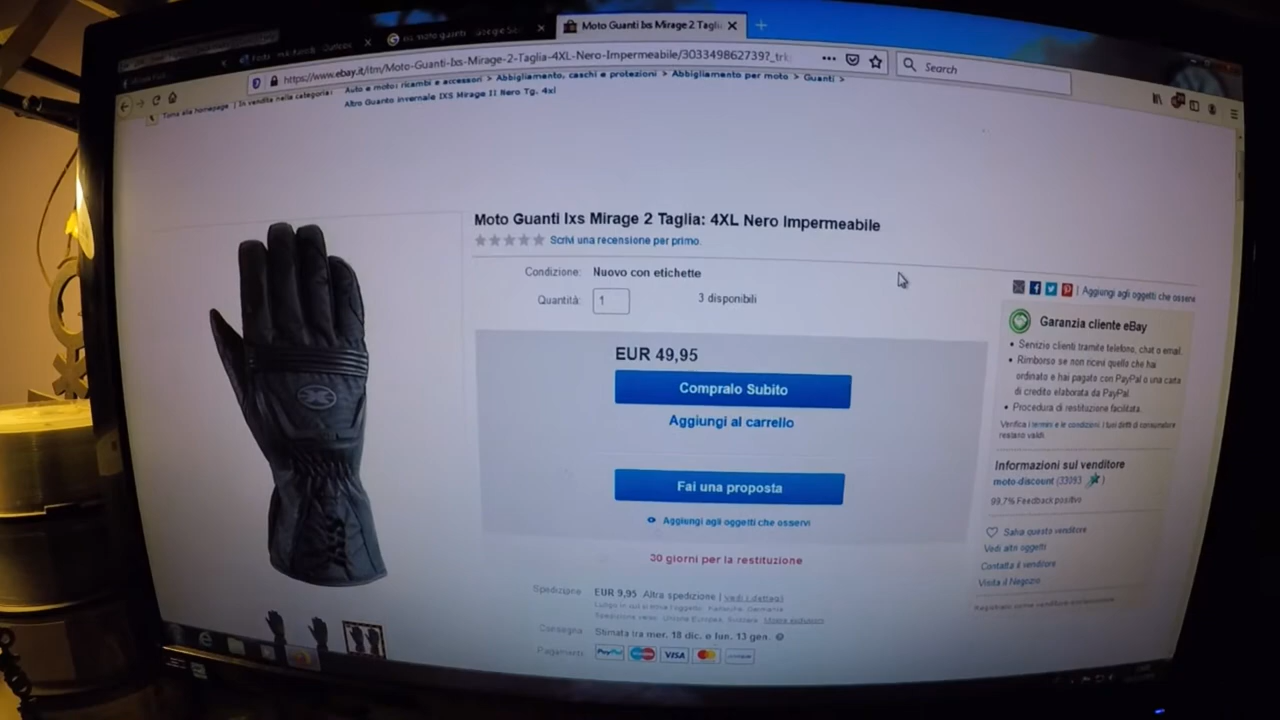 Moto Guanti Ixs Mirage 2 Tagli
https://www.ebay.it/itm/Moto-Guanti-Ixs-Mirage-2-Taglia-4XL-Nero-Impermeabile/303349862739?_trk
Search
Torna alla homepage | In vendita nella categoria:
Auto e moto: ricambi e accessori > Abbigliamento, caschi e protezioni > Abbigliamento per moto > Guanti >
Altro Guanto invernale IXS Mirage II Nero Tg. 4xl
Moto Guanti Ixs Mirage 2 Taglia: 4XL Nero Impermeabile
Scrivi una recensione per primo.
Condizione: Nuovo con etichette
Quantità: 1 3 disponibili
EUR 49,95
Compralo Subito
Aggiungi al carrello
Fai una proposta
Aggiungi agli oggetti che osservi
30 giorni per la restituzione
Spedizione: EUR 9,95 Altra spedizione | vedi i dettagli
Luogo in cui si trova l'oggetto: Karlsruhe, Germania
Spedizione verso: Unione Europea, Svizzera
Consegna: Stimata tra mer. 18 dic. e lun. 13 gen.
Pagamenti: PayPal VISA
| Aggiungi agli oggetti che osserv
Garanzia cliente eBay
• Servizio clienti tramite telefono, chat o email.
• Rimborso se non ricevi quello che hai
ordinato e hai pagato con PayPal o una carta
di credito elaborata da PayPal.
• Procedura di restituzione facilitata.
Verifica i termini e le condizioni. I tuoi diritti di consumatore
restano validi.
Informazioni sul venditore
moto-discount (33093
99,7% Feedback positivo
Salva questo venditore
Vedi altri oggetti
Contatta il venditore
Visita il Negozio